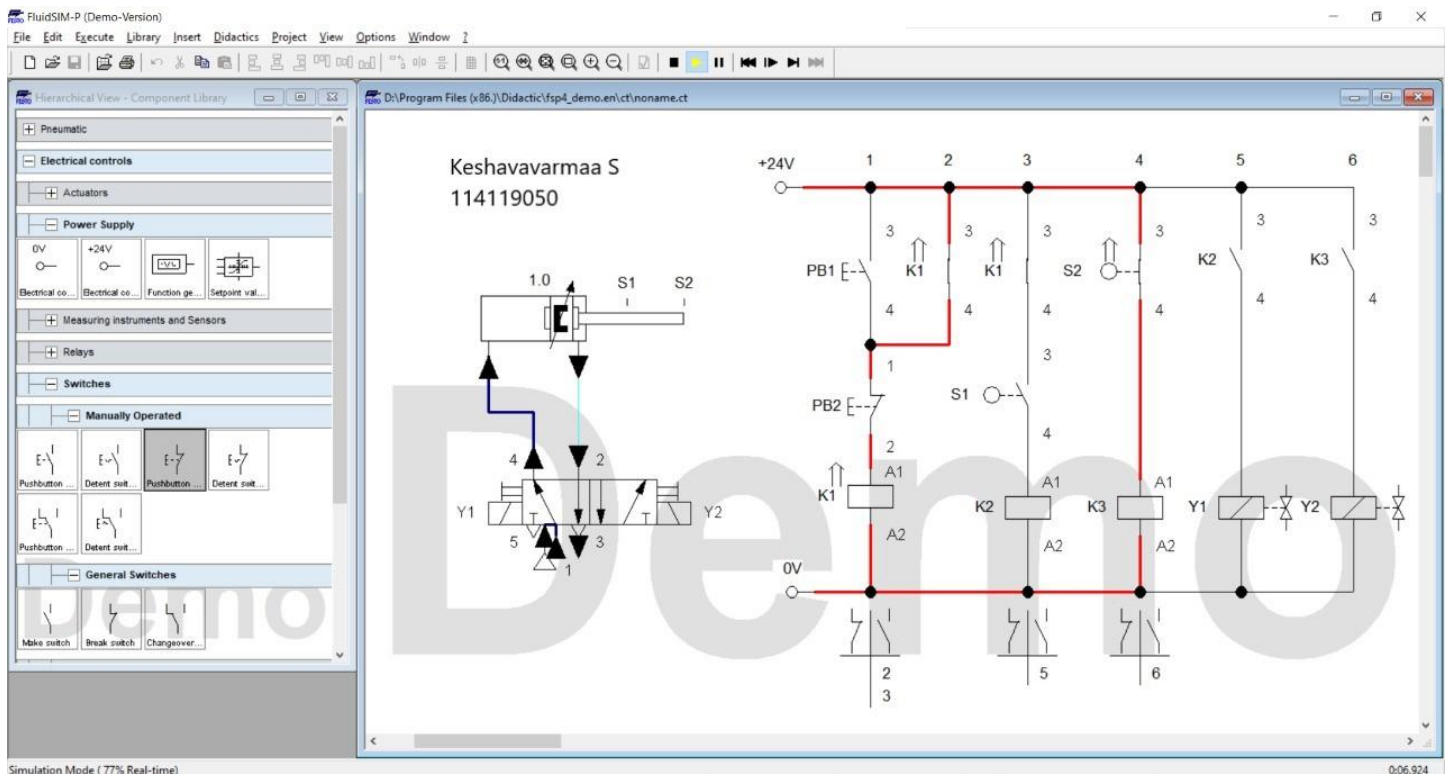 FluidSIM-P (Demo-Version)
File Edit Execute Library Insert Didactics Project View Options Window ?
Hierarchical View - Component Library
Pneumatic
Electrical controls
Actuators
Power Supply
0V +24V
Electrical co... Electrical co... Function ge... Setpoint val...
Measuring instruments and Sensors
Relays
Switches
Manually Operated
Pushbutton ... Detent swit... Pushbutton ... Detent swit...
Pushbutton ... Detent swit...
General Switches
Make switch Break switch Changeover...
Demo
D:\Program Files (x86.)\Didactic\fsp4_demo.en\ct\noname.ct
Keshavavarmaa S
114119050
1.0 S1 S2
4 2
Y1 Y2
5 3
1
+24V 1 2 3 4 5 6
3 3 3 3 3 3
PB1 K1 K1 S2 K2 K3
4 4 4 4 4 4
1 3
PB2 S1
2 4
A1 A1 A1
K1 K2 K3 Y1 Y2
A2 A2 A2
0V
2 5 6
3
Demo
Simulation Mode ( 77% Real-time) 0:06.924